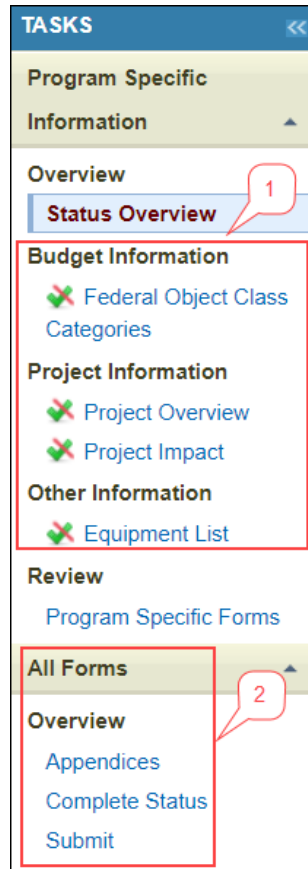 TASKS <<
Program Specific
Information
Overview
1
Status Overview
Budget Information
Federal Object Class
Categories
Project Information
Project Overview
Project Impact
Other Information
Equipment List
Review
Program Specific Forms
All Forms
2
Overview
Appendices
Complete Status
Submit